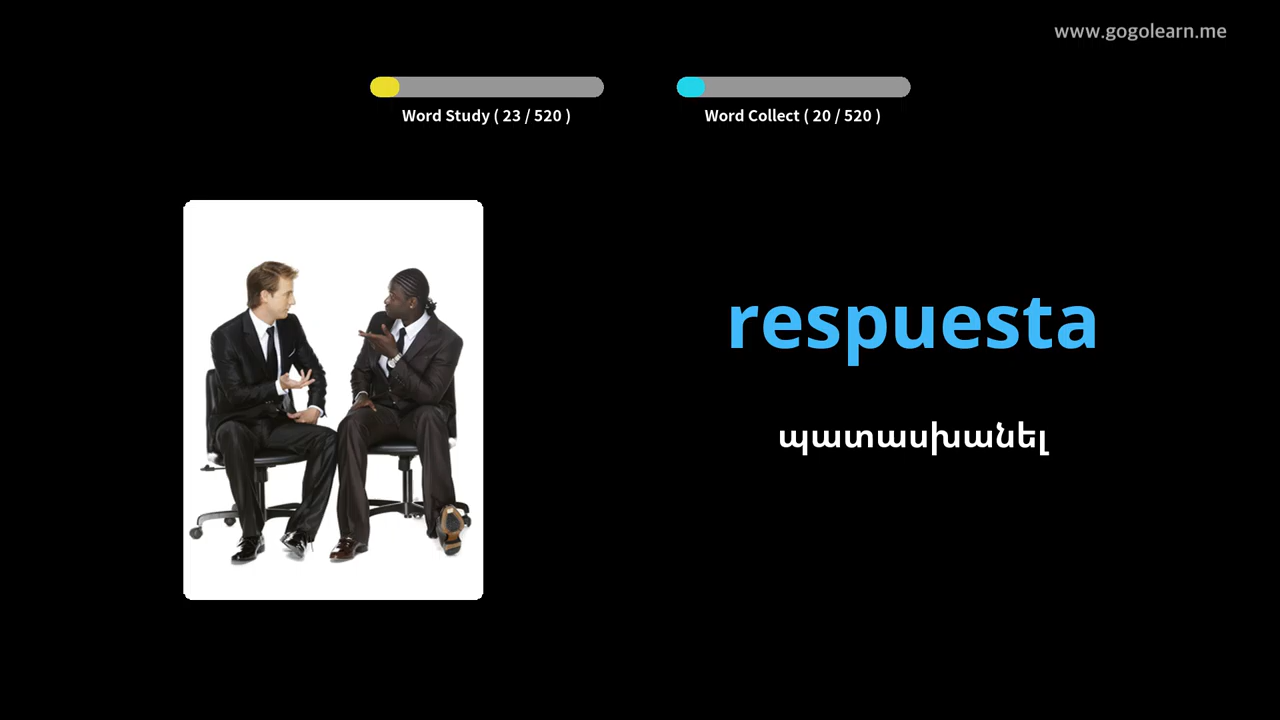 www.gogolearn.me
Word Study ( 23 / 520 )
Word Collect ( 20 / 520 )
respuesta
պատասխանել